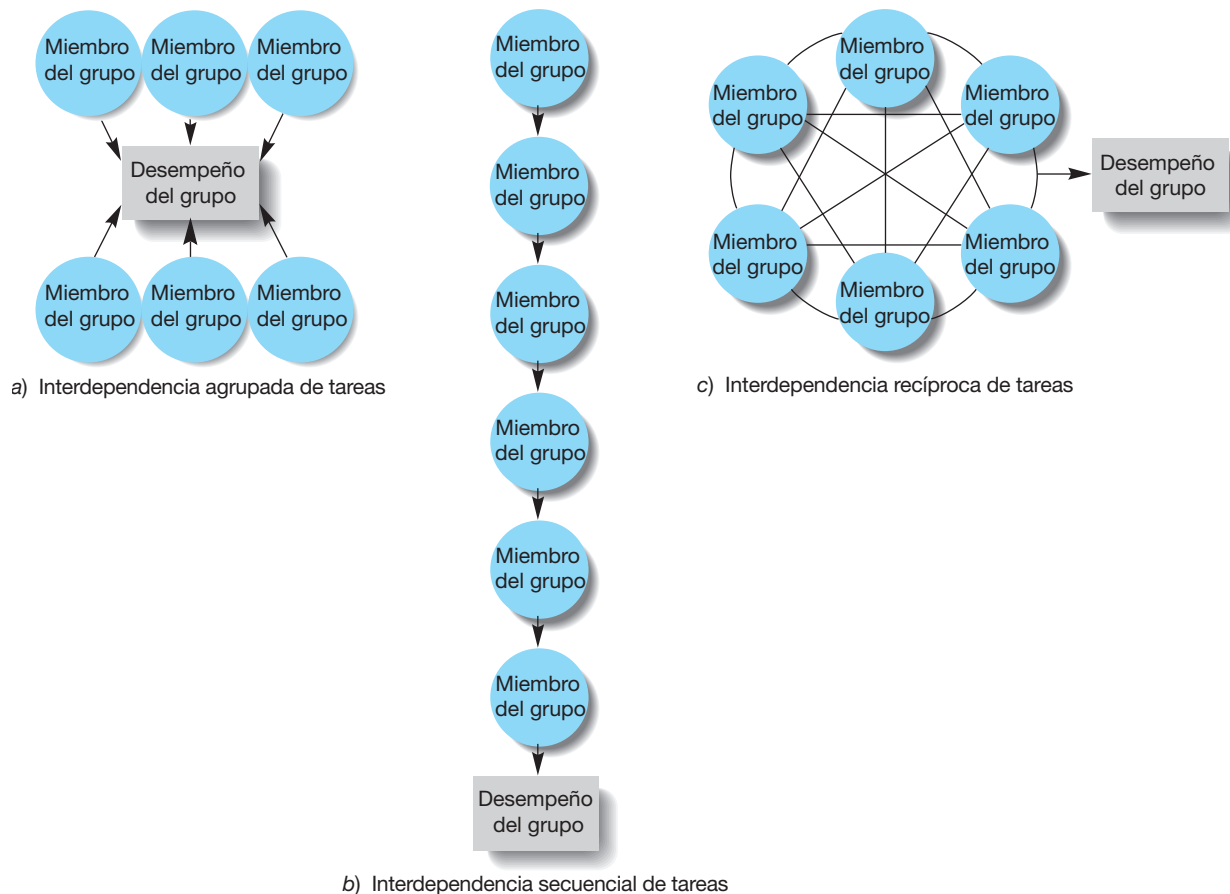 Miembro
del grupo
Miembro
del grupo
Miembro
del grupo
Desempeño
del grupo
Miembro
del grupo
Miembro
del grupo
Miembro
del grupo
a) Interdependencia agrupada de tareas
Miembro
del grupo
Miembro
del grupo
Miembro
del grupo
Miembro
del grupo
Miembro
del grupo
Miembro
del grupo
Desempeño
del grupo
b) Interdependencia secuencial de tareas
Miembro
del grupo
Miembro
del grupo
Miembro
del grupo
Miembro
del grupo
Miembro
del grupo
Miembro
del grupo
Desempeño
del grupo
c) Interdependencia recíproca de tareas